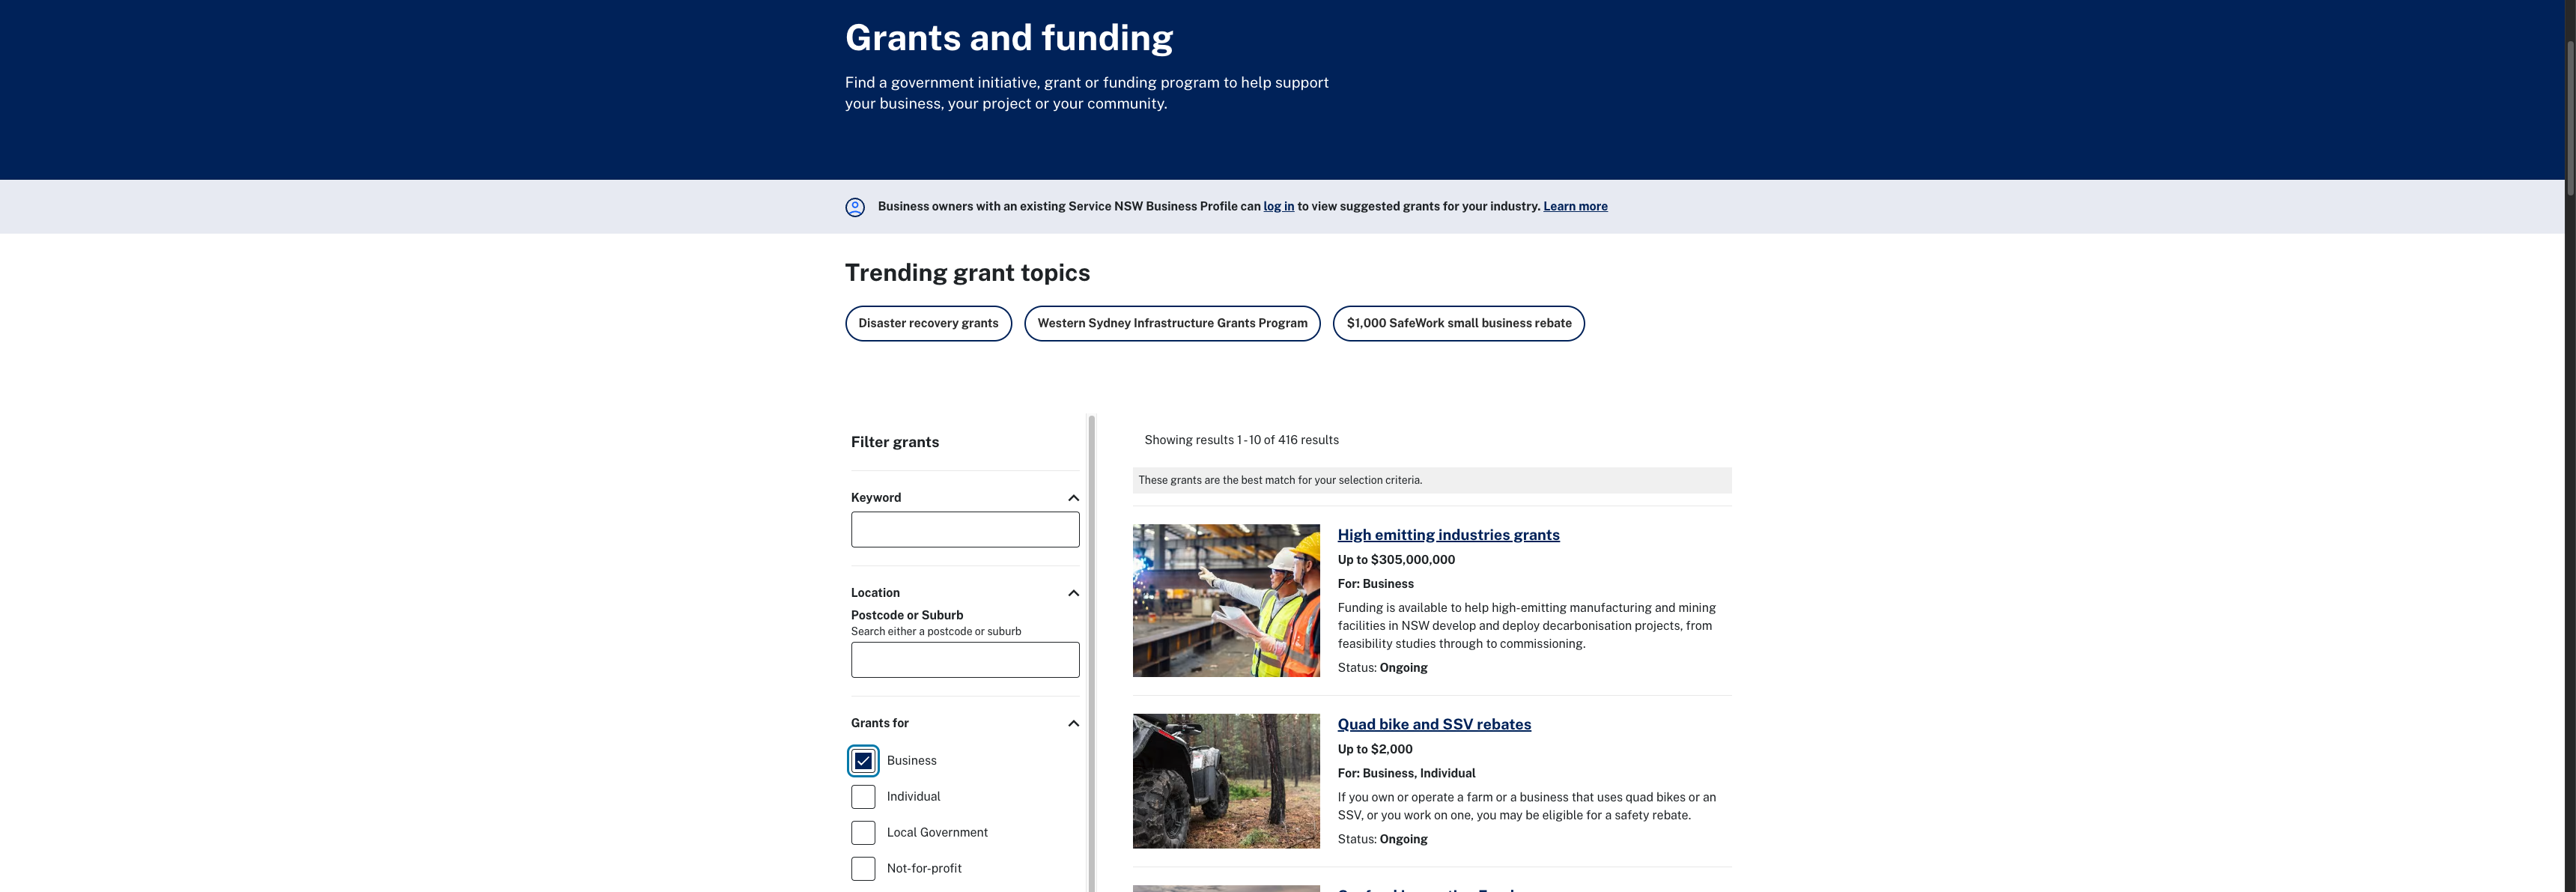 Grants and funding
Find a government initiative, grant or funding program to help support
your business, your project or your community.
Business owners with an existing Service NSW Business Profile can log in to view suggested grants for your industry. Learn more
Trending grant topics
Disaster recovery grants
Western Sydney Infrastructure Grants Program
$1,000 SafeWork small business rebate
Filter grants
Keyword
Location
Postcode or Suburb
Search either a postcode or suburb
Grants for
Business
Individual
Local Government
Not-for-profit
Showing results 1 - 10 of 416 results
These grants are the best match for your selection criteria.
High emitting industries grants
Up to $305,000,000
For: Business
Funding is available to help high-emitting manufacturing and mining
facilities in NSW develop and deploy decarbonisation projects, from
feasibility studies through to commissioning.
Status: Ongoing
Quad bike and SSV rebates
Up to $2,000
For: Business, Individual
If you own or operate a farm or a business that uses quad bikes or an
SSV, or you work on one, you may be eligible for a safety rebate.
Status: Ongoing